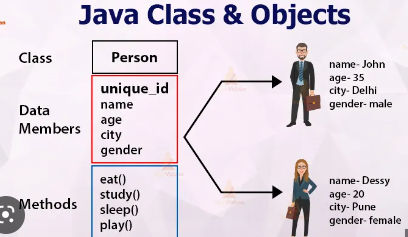 Java Class & Objects
Class
Person
Data
Members
unique_id
name
age
city
gender
Methods
eat()
study()
sleep()
play()
name- John
age- 35
city- Delhi
gender- male
name- Dessy
age- 20
city- Pune
gender- female